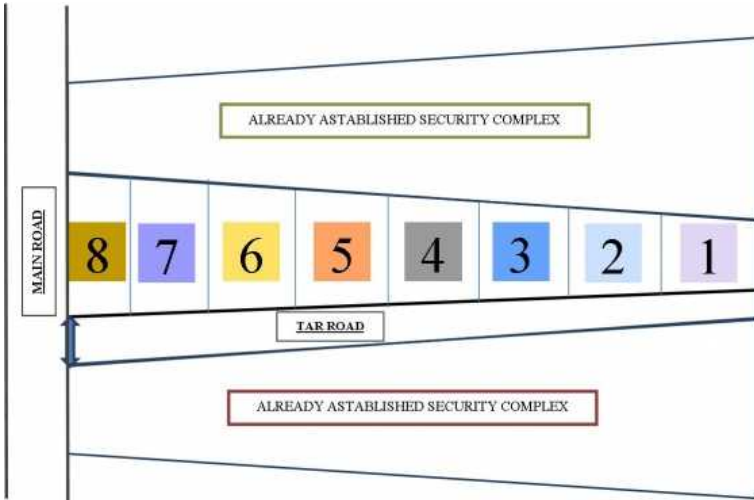 ALREADY ASTABLISHED SECURITY COMPLEX
MAIN ROAD
8 7 6 5 4 3 2 1
TAR ROAD
ALREADY ASTABLISHED SECURITY COMPLEX